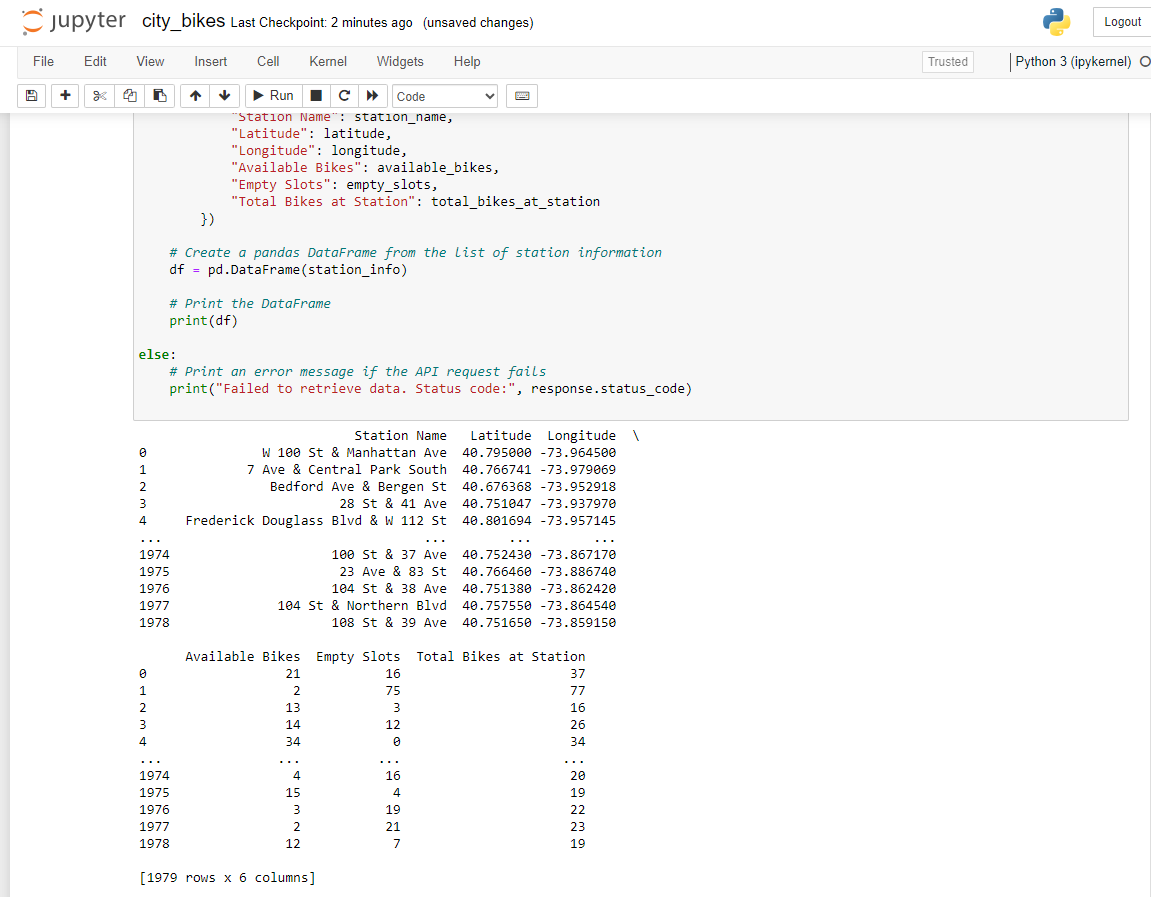 jupyter city_bikes Last Checkpoint: 2 minutes ago (unsaved changes) Logout
File Edit View Insert Cell Kernel Widgets Help Trusted Python 3 (ipykernel)
Run Code
"Station Name": station_name,
"Latitude": latitude,
"Longitude": longitude,
"Available Bikes": available_bikes,
"Empty Slots": empty_slots,
"Total Bikes at Station": total_bikes_at_station
})
# Create a pandas DataFrame from the list of station information
df = pd.DataFrame(station_info)
# Print the DataFrame
print(df)
else:
# Print an error message if the API request fails
print("Failed to retrieve data. Status code:", response.status_code)
Station Name Latitude Longitude \
0 W 100 St & Manhattan Ave 40.795000 -73.964500
1 7 Ave & Central Park South 40.766741 -73.979069
2 Bedford Ave & Bergen St 40.676368 -73.952918
3 28 St & 41 Ave 40.751047 -73.937970
4 Frederick Douglass Blvd & W 112 St 40.801694 -73.957145
... ... ... ...
1974 100 St & 37 Ave 40.752430 -73.867170
1975 23 Ave & 83 St 40.766460 -73.886740
1976 104 St & 38 Ave 40.751380 -73.862420
1977 104 St & Northern Blvd 40.757550 -73.864540
1978 108 St & 39 Ave 40.751650 -73.859150
Available Bikes Empty Slots Total Bikes at Station
0 21 16 37
1 2 75 77
2 13 3 16
3 14 12 26
4 34 0 34
... ... ... ...
1974 4 16 20
1975 15 4 19
1976 3 19 22
1977 2 21 23
1978 12 7 19
[1979 rows x 6 columns]